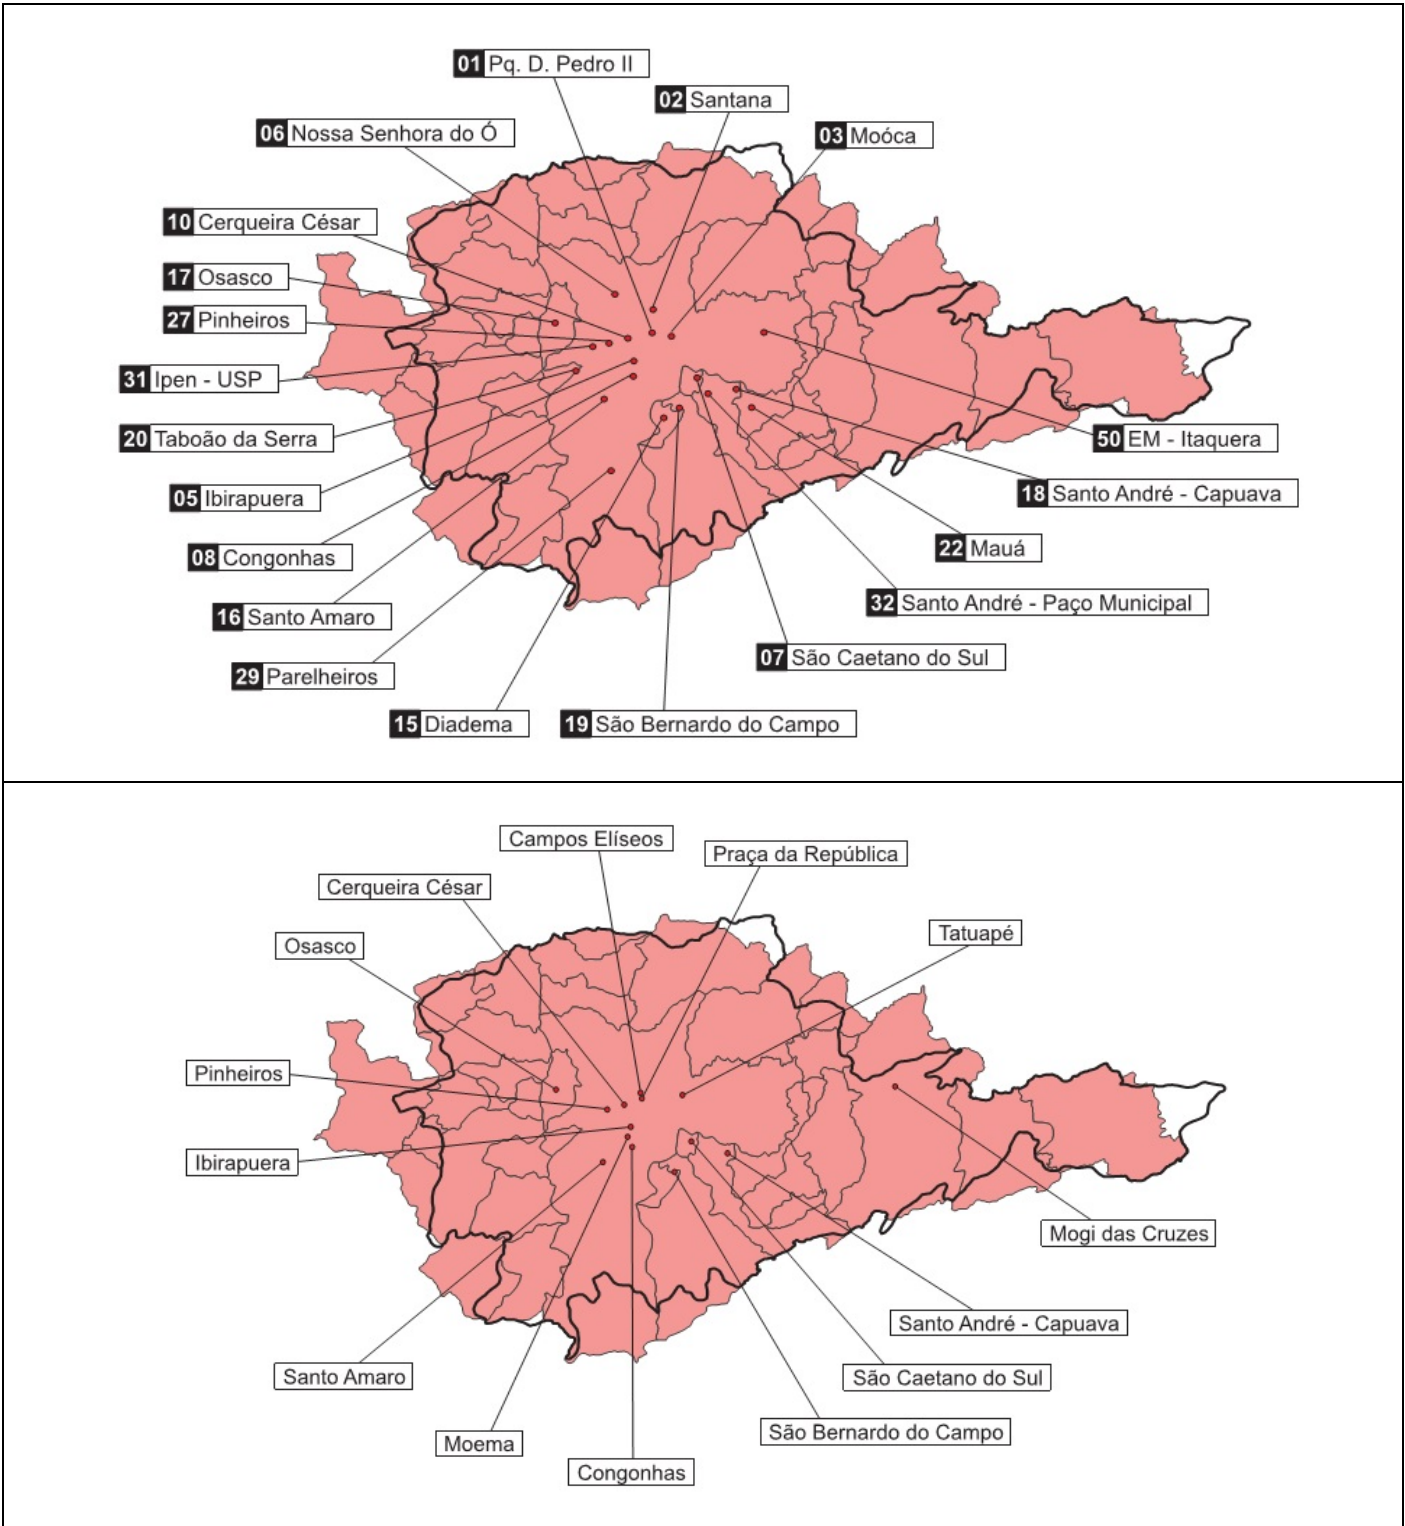 01 Pq. D. Pedro II
02 Santana
06 Nossa Senhora do Ó
03 Moóca
10 Cerqueira César
17 Osasco
27 Pinheiros
31 Ipen - USP
20 Taboão da Serra
50 EM - Itaquera
05 Ibirapuera
18 Santo André - Capuava
08 Congonhas
22 Mauá
16 Santo Amaro
32 Santo André - Paço Municipal
29 Parelheiros
07 São Caetano do Sul
15 Diadema
19 São Bernardo do Campo
Campos Elíseos
Praça da República
Cerqueira César
Osasco
Tatuapé
Pinheiros
Ibirapuera
Mogi das Cruzes
Santo André - Capuava
Santo Amaro
São Caetano do Sul
São Bernardo do Campo
Moema
Congonhas